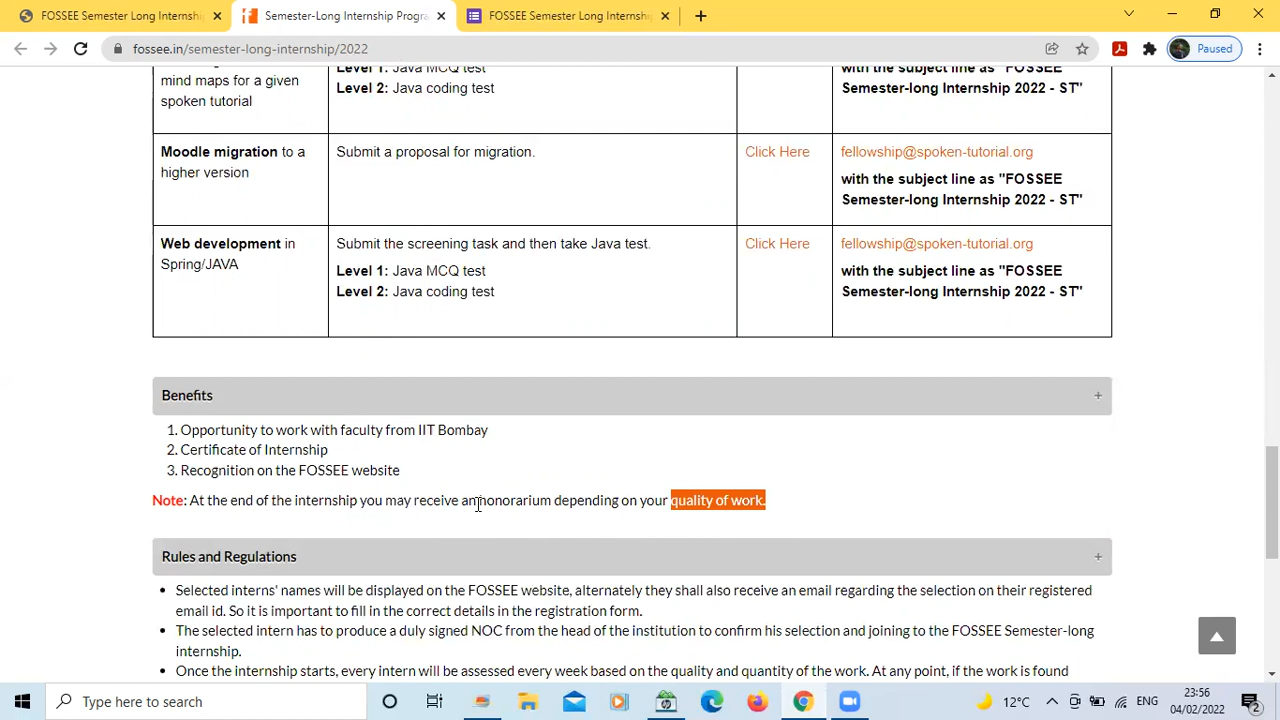 FOSSEE Semester Long Internship
Semester-Long Internship Progra
FOSSEE Semester Long Internship
fossee.in/semester-long-internship/2022
Paused
mind maps for a given
spoken tutorial
Level 1: Java MCQ test
Level 2: Java coding test
with the subject line as "FOSSEE
Semester-long Internship 2022 - ST"
Moodle migration to a
higher version
Submit a proposal for migration.
Click Here
fellowship@spoken-tutorial.org
with the subject line as "FOSSEE
Semester-long Internship 2022 - ST"
Web development in
Spring/JAVA
Submit the screening task and then take Java test.
Level 1: Java MCQ test
Level 2: Java coding test
Click Here
fellowship@spoken-tutorial.org
with the subject line as "FOSSEE
Semester-long Internship 2022 - ST"
Benefits +
1. Opportunity to work with faculty from IIT Bombay
2. Certificate of Internship
3. Recognition on the FOSSEE website
Note: At the end of the internship you may receive an honorarium depending on your quality of work.
Rules and Regulations +
• Selected interns' names will be displayed on the FOSSEE website, alternately they shall also receive an email regarding the selection on their registered
email id. So it is important to fill in the correct details in the registration form.
• The selected intern has to produce a duly signed NOC from the head of the institution to confirm his selection and joining to the FOSSEE Semester-long
internship.
• Once the internship starts, every intern will be assessed every week based on the quality and quantity of the work. At any point, if the work is found
Type here to search
12°C
ENG
23:56
04/02/2022
2